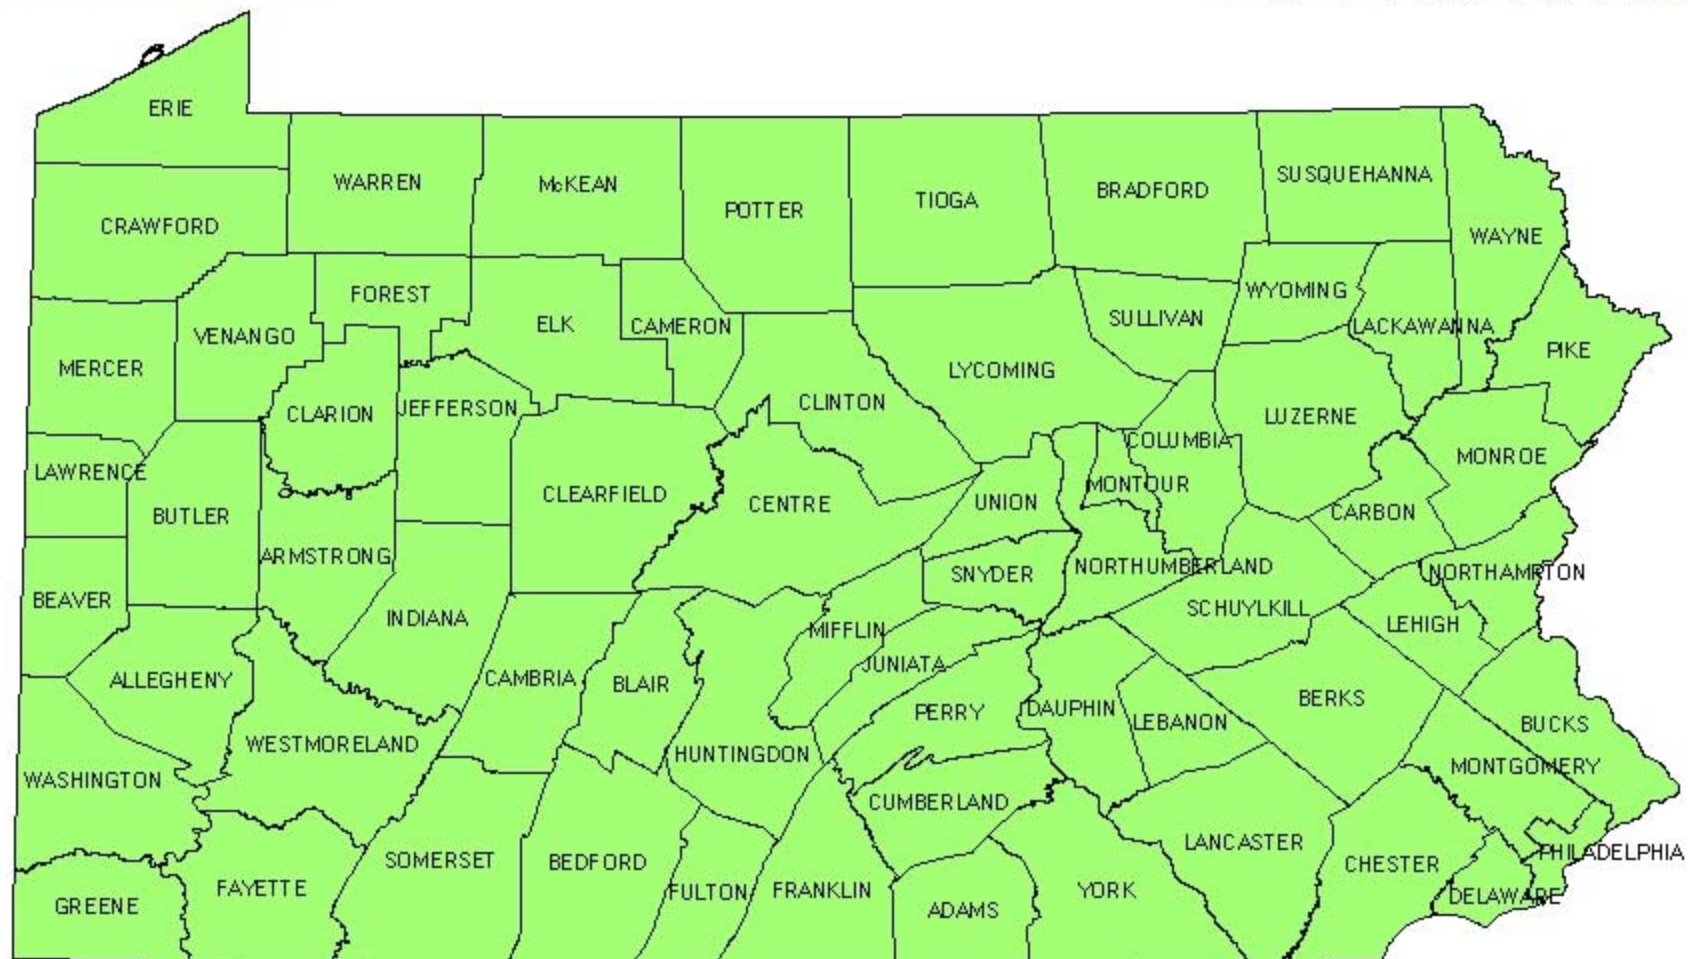 ERIE
WARREN
McKEAN
POTTER
TIOGA
BRADFORD
SUSQUEHANNA
WAYNE
CRAWFORD
FOREST
VENANGO
ELK
CAMERON
SULLIVAN
WYOMING
LACKAWANNA
PIKE
MERCER
CLARION
JEFFERSON
CLINTON
LYCOMING
COLUMBIA
LUZERNE
MONROE
LAWRENCE
BUTLER
CLEARFIELD
CENTRE
UNION
MONTOUR
CARBON
ARMSTRONG
SNYDER
NORTHUMBERLAND
NORTHAMPTON
BEAVER
INDIANA
MIFFLIN
SCHUYLKILL
LEHIGH
ALLEGHENY
CAMBRIA
BLAIR
JUNIATA
PERRY
DAUPHIN
LEBANON
BERKS
BUCKS
WESTMORELAND
HUNTINGDON
WASHINGTON
CUMBERLAND
MONTGOMERY
SOMERSET
BEDFORD
LANCASTER
CHESTER
PHILADELPHIA
GREENE
FAYETTE
FULTON
FRANKLIN
ADAMS
YORK
DELAWARE